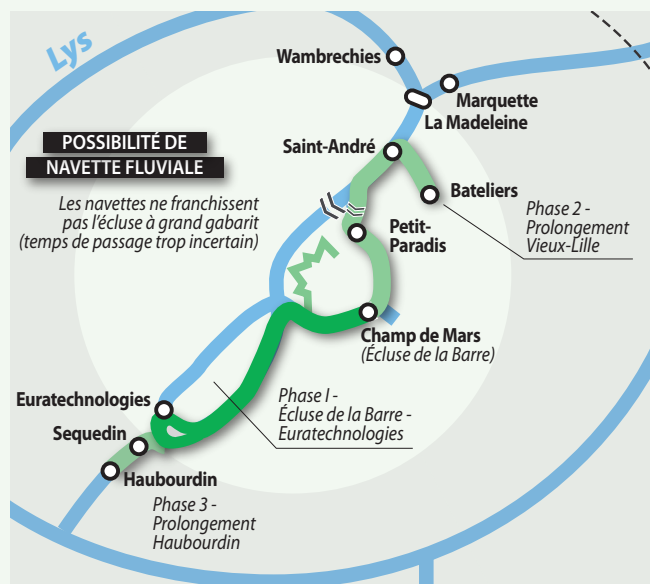 Lys
Wambrechies
Marquette
La Madeleine
POSSIBILITÉ DE
NAVETTE FLUVIALE
Saint-André
Les navettes ne franchissent
pas l'écluse à grand gabarit
(temps de passage trop incertain)
Bateliers
Phase 2 -
Prolongement
Vieux-Lille
Petit-
Paradis
Champ de Mars
(Écluse de la Barre)
Phase I -
Écluse de la Barre -
Euratechnologies
Euratechnologies
Sequedin
Haubourdin
Phase 3 -
Prolongement
Haubourdin